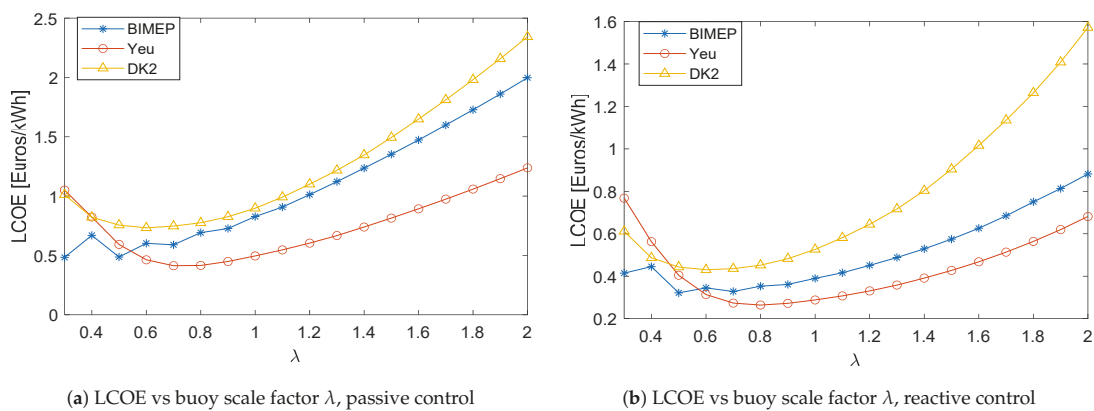 2.5
2
1.5
1
0.5
0
LCOE [Euros/kWh]
BIMEP
Yeu
DK2
0.4 0.6 0.8 1 1.2 1.4 1.6 1.8 2
λ
(a) LCOE vs buoy scale factor λ, passive control
1.6
1.4
1.2
1
0.8
0.6
0.4
0.2
LCOE [Euros/kWh]
BIMEP
Yeu
DK2
0.4 0.6 0.8 1 1.2 1.4 1.6 1.8 2
λ
(b) LCOE vs buoy scale factor λ, reactive control